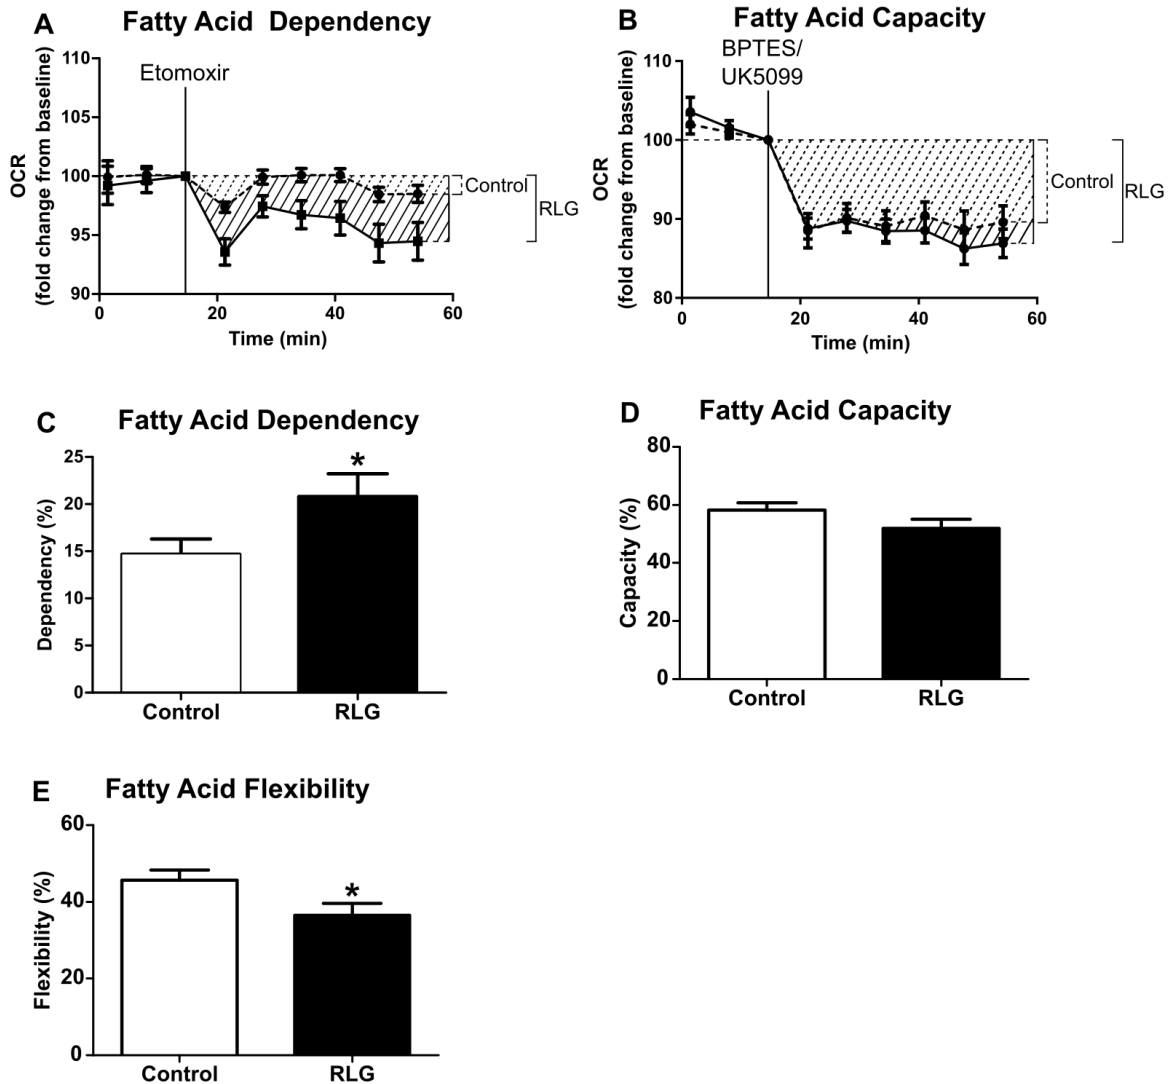 A Fatty Acid  Dependency
OCR
(fold change from baseline)
110
105
100
95
90
Etomoxir
Control
RLG
0 20 40 60
Time (min)
B Fatty Acid Capacity
OCR
(fold change from baseline)
110
100
90
80
BPTES/
UK5099
Control
RLG
0 20 40 60
Time (min)
C Fatty Acid Dependency
Dependency (%)
25
20
15
10
5
0
*
Control RLG
D Fatty Acid Capacity
Capacity (%)
80
60
40
20
0
Control RLG
E Fatty Acid Flexibility
Flexibility (%)
60
40
20
0
*
Control RLG